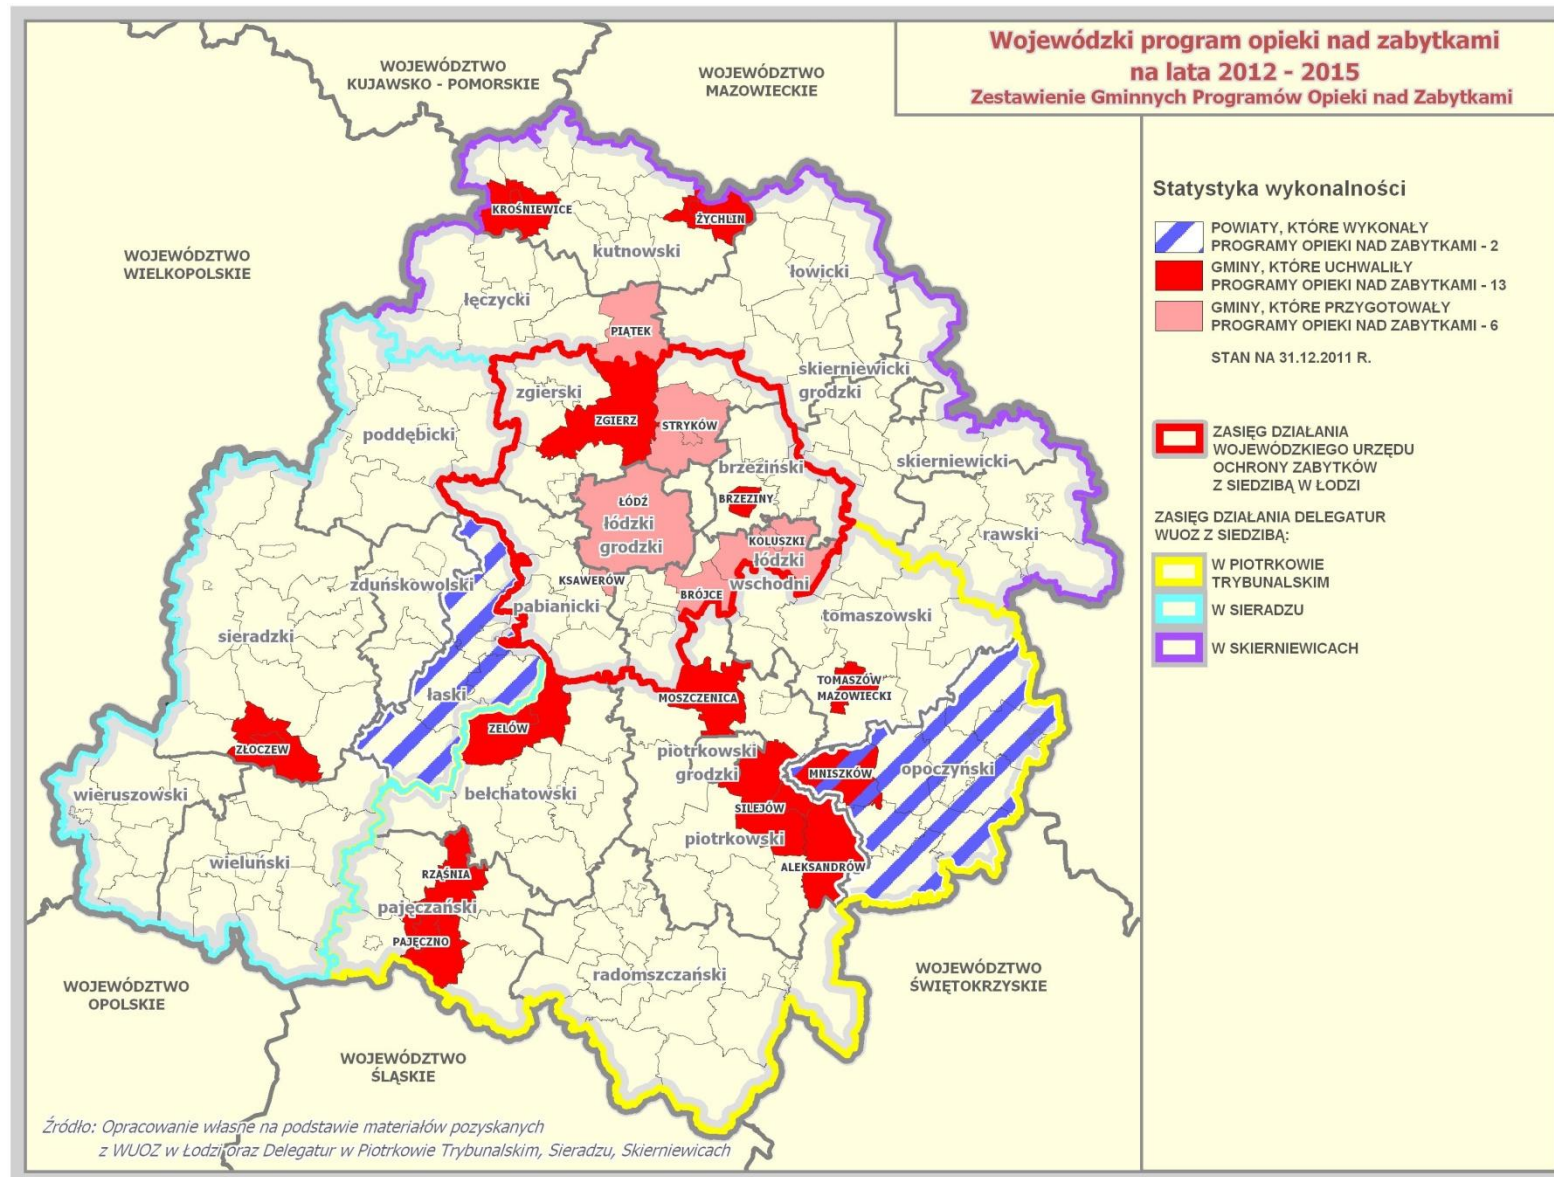 Wojewódzki program opieki nad zabytkami
na lata 2012 - 2015
Zestawienie Gminnych Programów Opieki nad Zabytkami
WOJEWÓDZTWO
KUJAWSKO - POMORSKIE
WOJEWÓDZTWO
MAZOWIECKIE
WOJEWÓDZTWO
WIELKOPOLSKIE
KROŚNIEWICE
ŻYCHLIN
kutnowski
łowicki
łęczycki
PIĄTEK
skierniewicki
grodzki
zgierski
ZGIERZ
STRYKÓW
poddębicki
brzeziński
skierniewicki
BRZEZINY
ŁÓDŹ
łódzki
grodzki
KOLUSZKI
łódzki
wschodni
rawski
zduńskowolski
KSAWERÓW
BRÓJCE
pabianicki
tomaszowski
sieradzki
łaski
MOSZCZENICA
TOMASZÓW
MAZOWIECKI
ZŁOCZEW
ZELÓW
piotrkowski
grodzki
MNISZKÓW
opoczyński
wieruszowski
bełchatowski
SILEJÓW
piotrkowski
wieluński
RZĄŚNIA
ALEKSANDRÓW
pajęczański
PAJĘCZNO
radomszczański
WOJEWÓDZTWO
OPOLSKIE
WOJEWÓDZTWO
ŚWIĘTOKRZYSKIE
WOJEWÓDZTWO
ŚLĄSKIE
Źródło: Opracowanie własne na podstawie materiałów pozyskanych
z WUOZ w Łodzi oraz Delegatur w Piotrkowie Trybunalskim, Sieradzu, Skierniewicach
Statystyka wykonalności
POWIATY, KTÓRE WYKONAŁY
PROGRAMY OPIEKI NAD ZABYTKAMI - 2
GMINY, KTÓRE UCHWALIŁY
PROGRAMY OPIEKI NAD ZABYTKAMI - 13
GMINY, KTÓRE PRZYGOTOWAŁY
PROGRAMY OPIEKI NAD ZABYTKAMI - 6
STAN NA 31.12.2011 R.
ZASIĘG DZIAŁANIA
WOJEWÓDZKIEGO URZĘDU
OCHRONY ZABYTKÓW
Z SIEDZIBĄ W ŁODZI
ZASIĘG DZIAŁANIA DELEGATUR
WUOZ Z SIEDZIBĄ:
W PIOTRKOWIE
TRYBUNALSKIM
W SIERADZU
W SKIERNIEWICACH